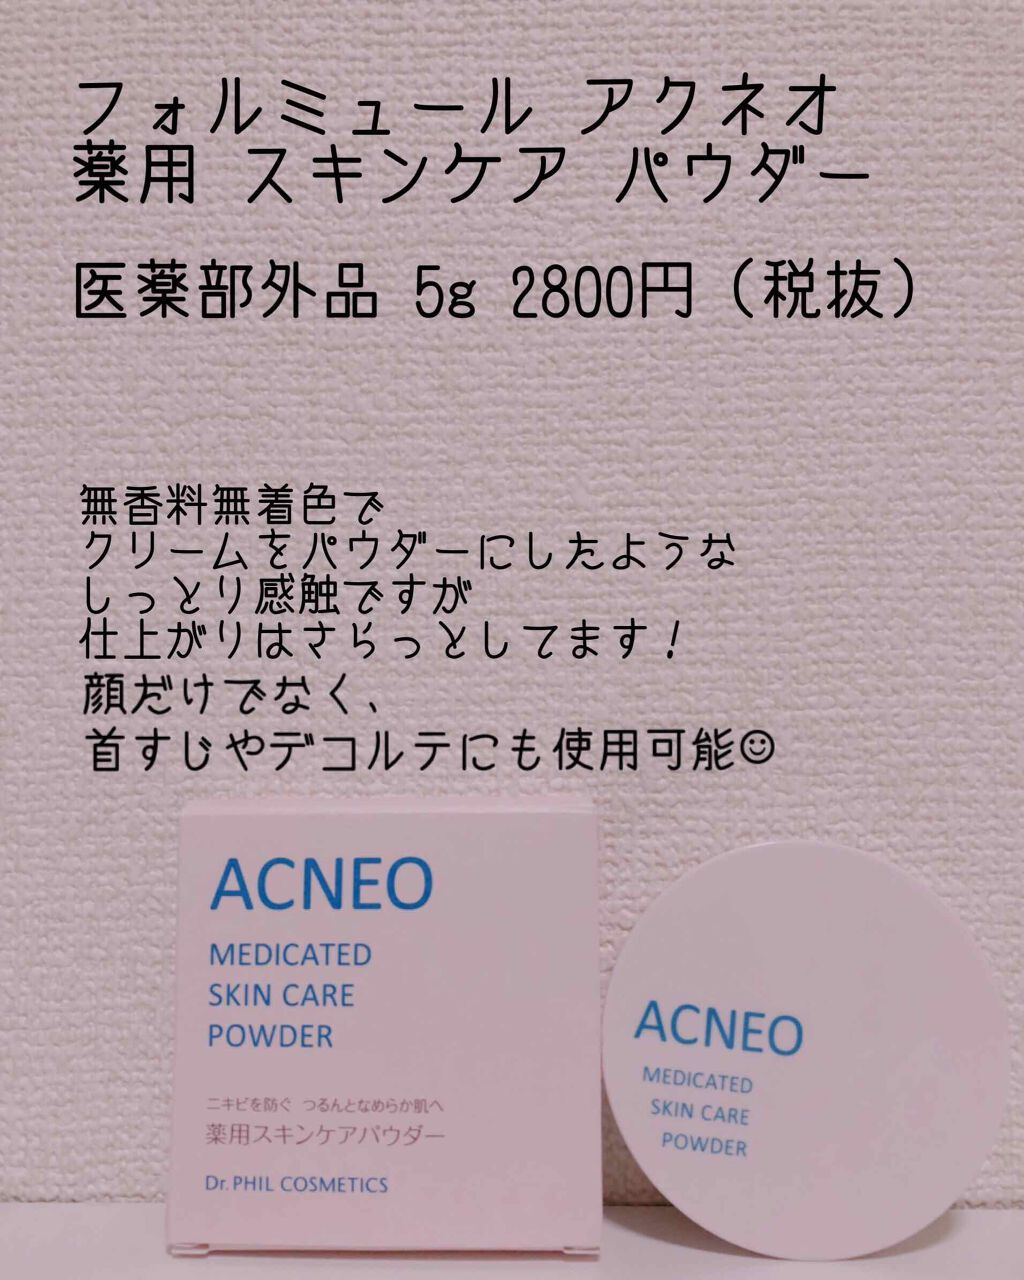 フォルミュール アクネオ
薬用 スキンケア パウダー
医薬部外品 5g 2800円(税抜)
無香料無着色で
クリームをパウダーにしたような
しっとり感触ですが
仕上がりはさらっとしてます!
顔だけでなく、
首すじやデコルテにも使用可能☺
ACNEO
MEDICATED
SKIN CARE
POWDER
ニキビを防ぐ つるんとなめらか肌へ
薬用スキンケアパウダー
Dr.PHIL COSMETICS
ACNEO
MEDICATED
SKIN CARE
POWDER